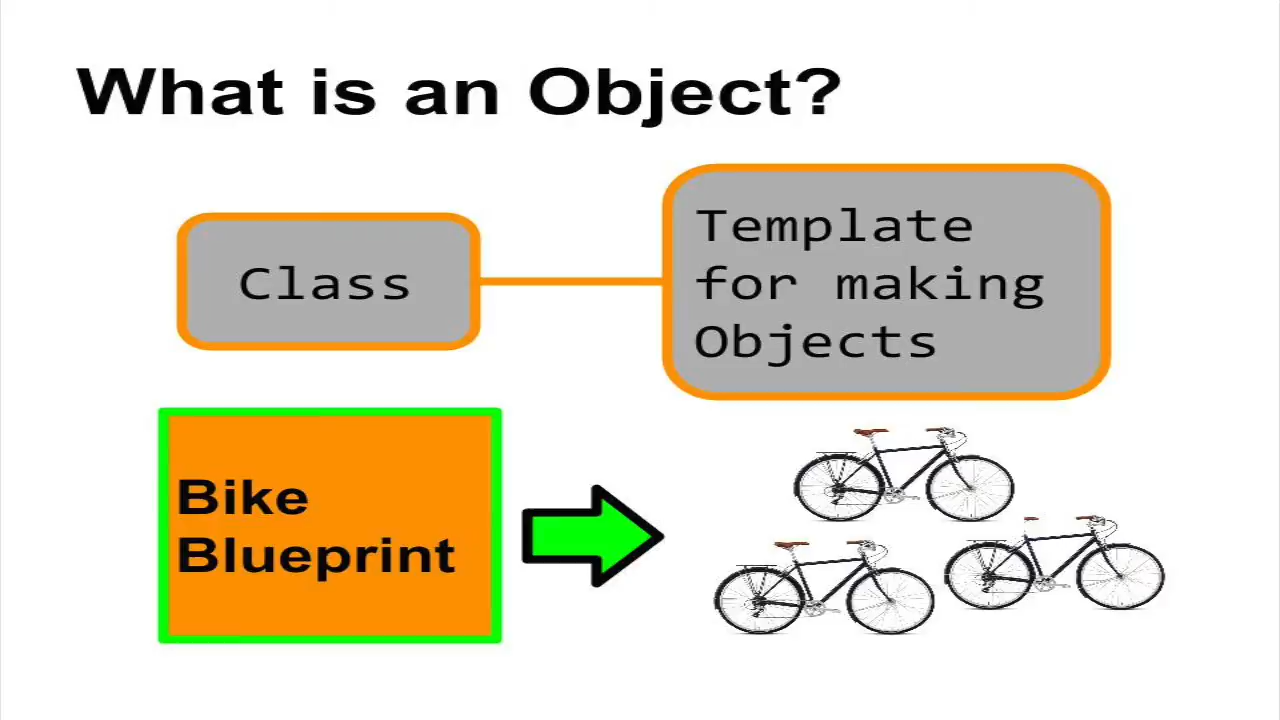 What is an Object?
Class
Template
for making
Objects
Bike
Blueprint